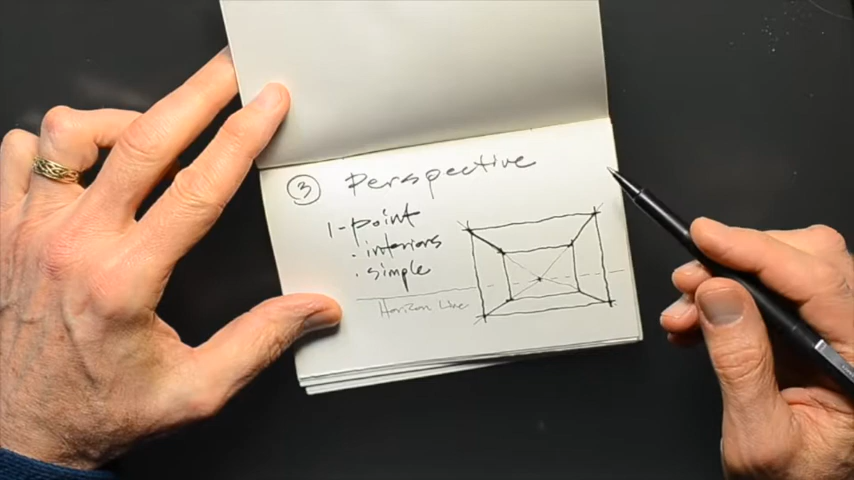 ③ Perspective
1-point
· interiors
· simple
Horizon Line